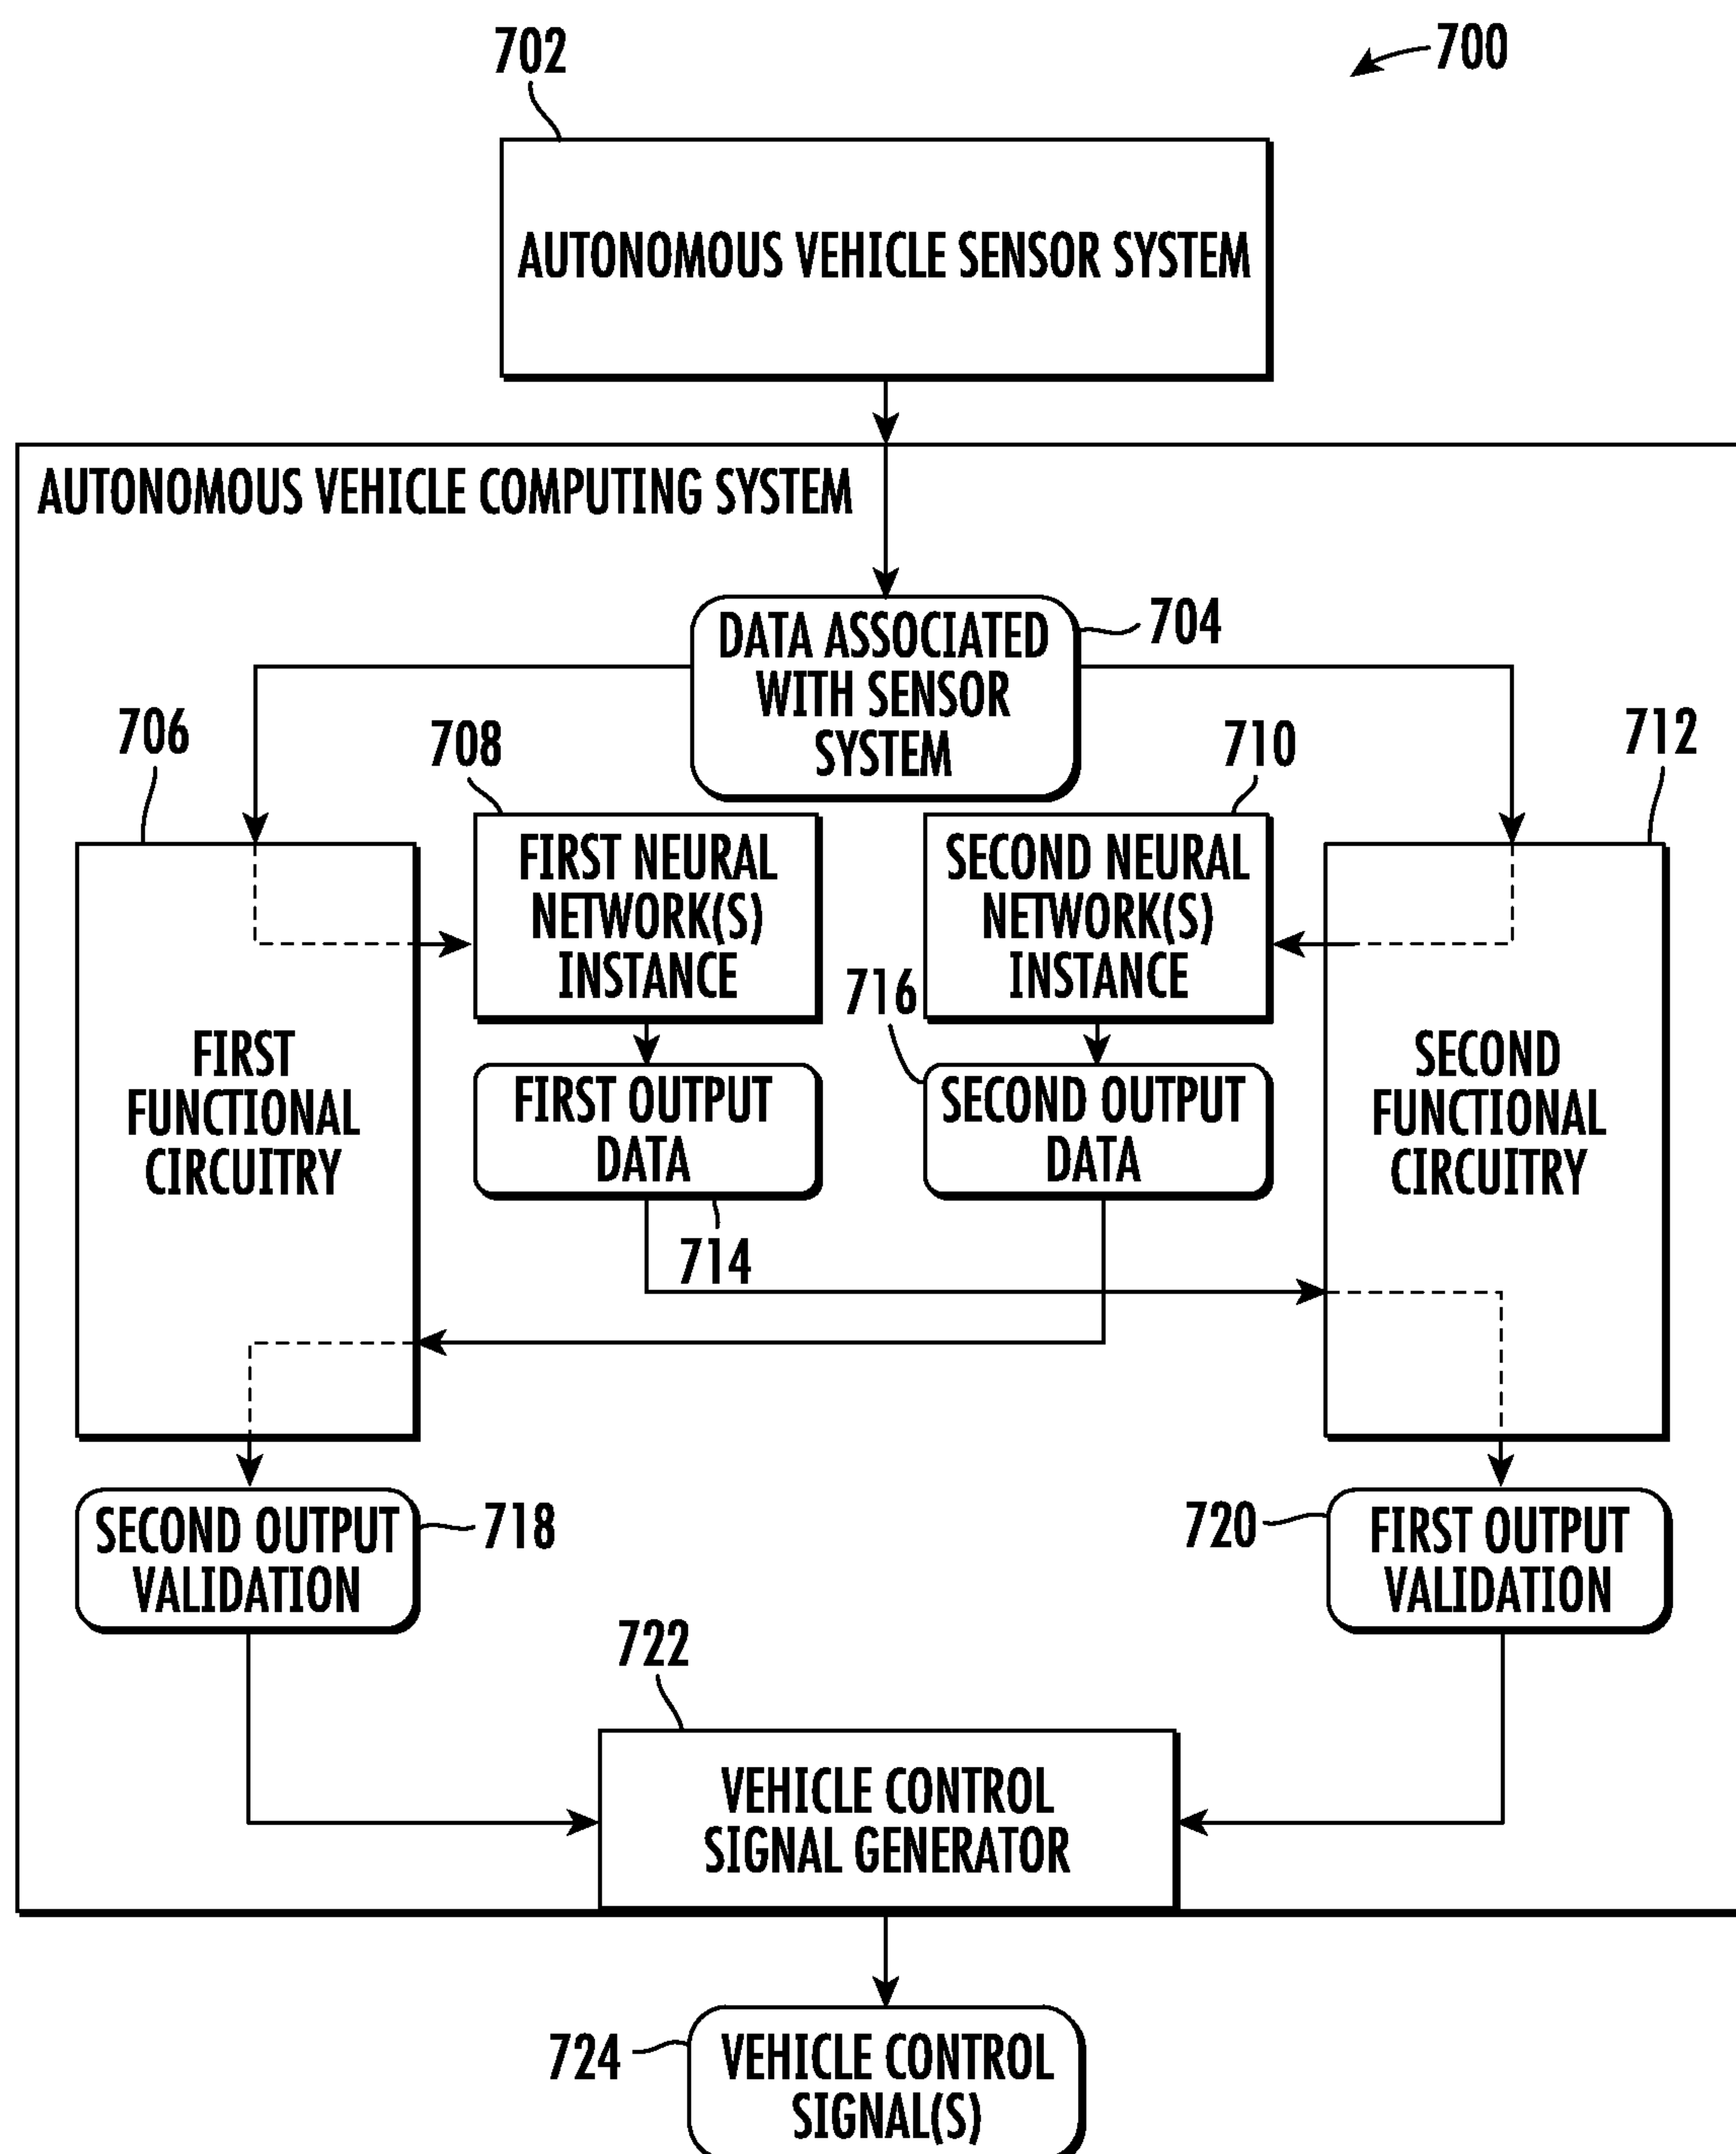 702
700
AUTONOMOUS VEHICLE SENSOR SYSTEM
AUTONOMOUS VEHICLE COMPUTING SYSTEM
DATA ASSOCIATED
WITH SENSOR
SYSTEM
704
706
708
710
712
FIRST NEURAL
NETWORK(S)
INSTANCE
SECOND NEURAL
NETWORK(S)
INSTANCE
716
FIRST
FUNCTIONAL
CIRCUITRY
FIRST OUTPUT
DATA
SECOND OUTPUT
DATA
SECOND
FUNCTIONAL
CIRCUITRY
714
SECOND OUTPUT
VALIDATION
718
720
FIRST OUTPUT
VALIDATION
722
VEHICLE CONTROL
SIGNAL GENERATOR
724
VEHICLE CONTROL
SIGNAL(S)